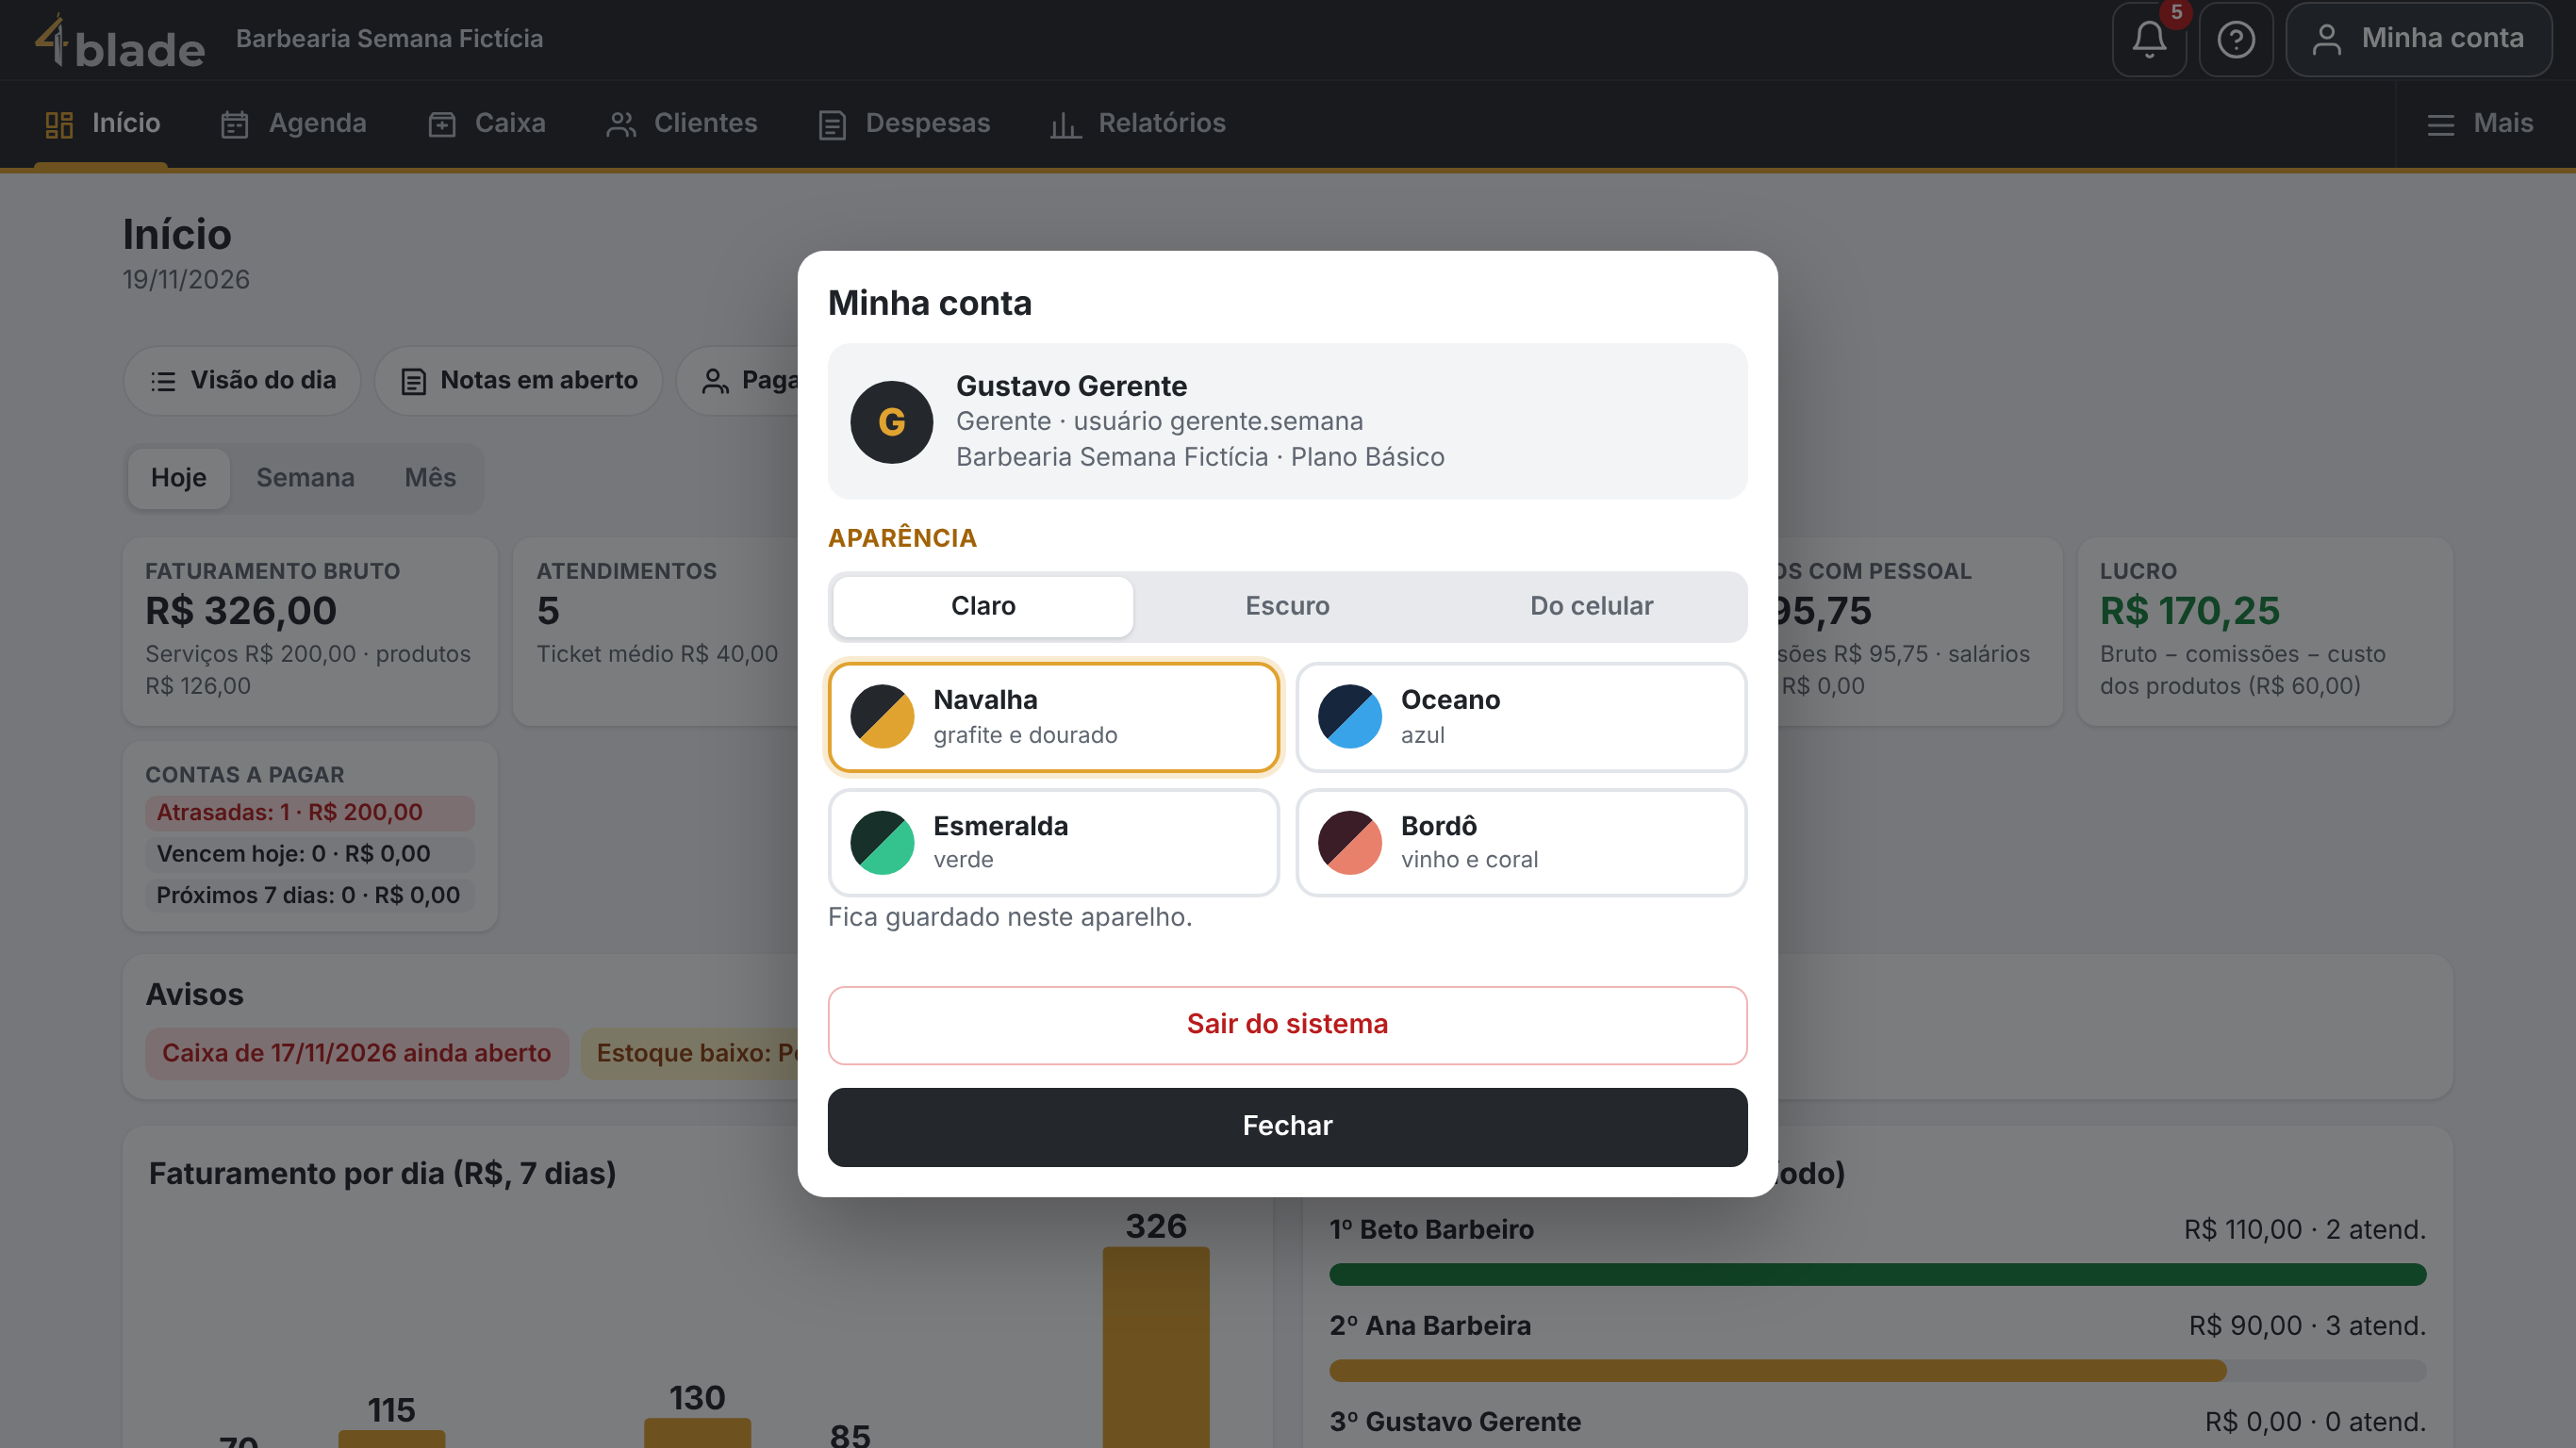 4blade
Barbearia Semana Fictícia
5
Minha conta
Início
Agenda
Caixa
Clientes
Despesas
Relatórios
Mais
Início
19/11/2026
Visão do dia
Notas em aberto
Hoje
Semana
Mês
FATURAMENTO BRUTO
R$ 326,00
Serviços R$ 200,00 · produtos
R$ 126,00
ATENDIMENTOS
5
Ticket médio R$ 40,00
COM PESSOAL
95,75
R$ 95,75 · salários
R$ 0,00
LUCRO
R$ 170,25
Bruto – comissões – custo
dos produtos (R$ 60,00)
CONTAS A PAGAR
Atrasadas: 1 · R$ 200,00
Vencem hoje: 0 · R$ 0,00
Próximos 7 dias: 0 · R$ 0,00
Avisos
Caixa de 17/11/2026 ainda aberto
Estoque baixo:
Faturamento por dia (R$, 7 dias)
70
115
130
85
326
1º Beto Barbeiro
R$ 110,00 · 2 atend.
2º Ana Barbeira
R$ 90,00 · 3 atend.
3º Gustavo Gerente
R$ 0,00 · 0 atend.
Minha conta
G
Gustavo Gerente
Gerente · usuário gerente.semana
Barbearia Semana Fictícia · Plano Básico
APARÊNCIA
Claro
Escuro
Do celular
Navalha
grafite e dourado
Oceano
azul
Esmeralda
verde
Bordô
vinho e coral
Fica guardado neste aparelho.
Sair do sistema
Fechar